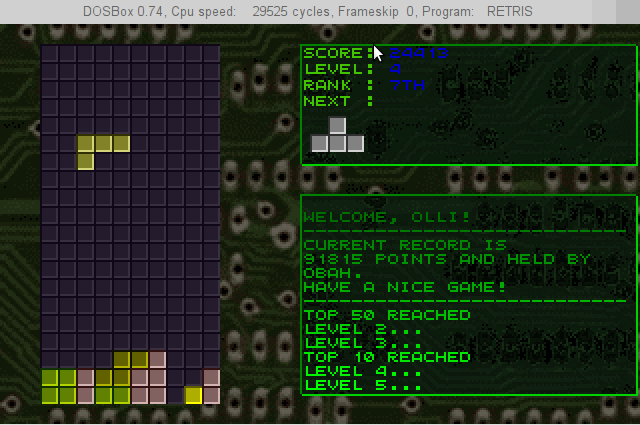 DOSBox 0.74, Cpu speed: 29525 cycles, Frameskip 0, Program: RETRIS
SCORE: 24413
LEVEL : 4
RANK : 7TH
NEXT :
WELCOME, OLLI!
CURRENT RECORD IS
91815 POINTS AND HELD BY
OBAH.
HAVE A NICE GAME!
TOP 50 REACHED
LEVEL 2...
LEVEL 3...
TOP 10 REACHED
LEVEL 4...
LEVEL 5...